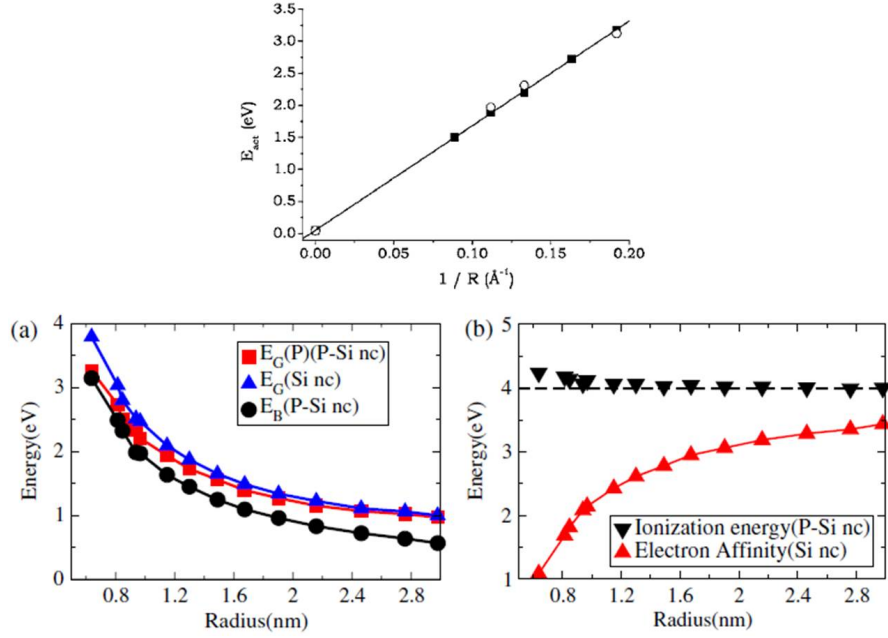 3.5
3.0
2.5
2.0
1.5
1.0
0.5
0.0
E_act (eV)
0.00 0.05 0.10 0.15 0.20
1 / R (Å⁻¹)
(a)
4
3
2
1
0
Energy(eV)
E_G(P)(P-Si nc)
E_G(Si nc)
E_B(P-Si nc)
0.8 1.2 1.6 2 2.4 2.8
Radius(nm)
(b)
5
4
3
2
1
Energy(eV)
Ionization energy(P-Si nc)
Electron Affinity(Si nc)
0.8 1.2 1.6 2 2.4 2.8
Radius(nm)